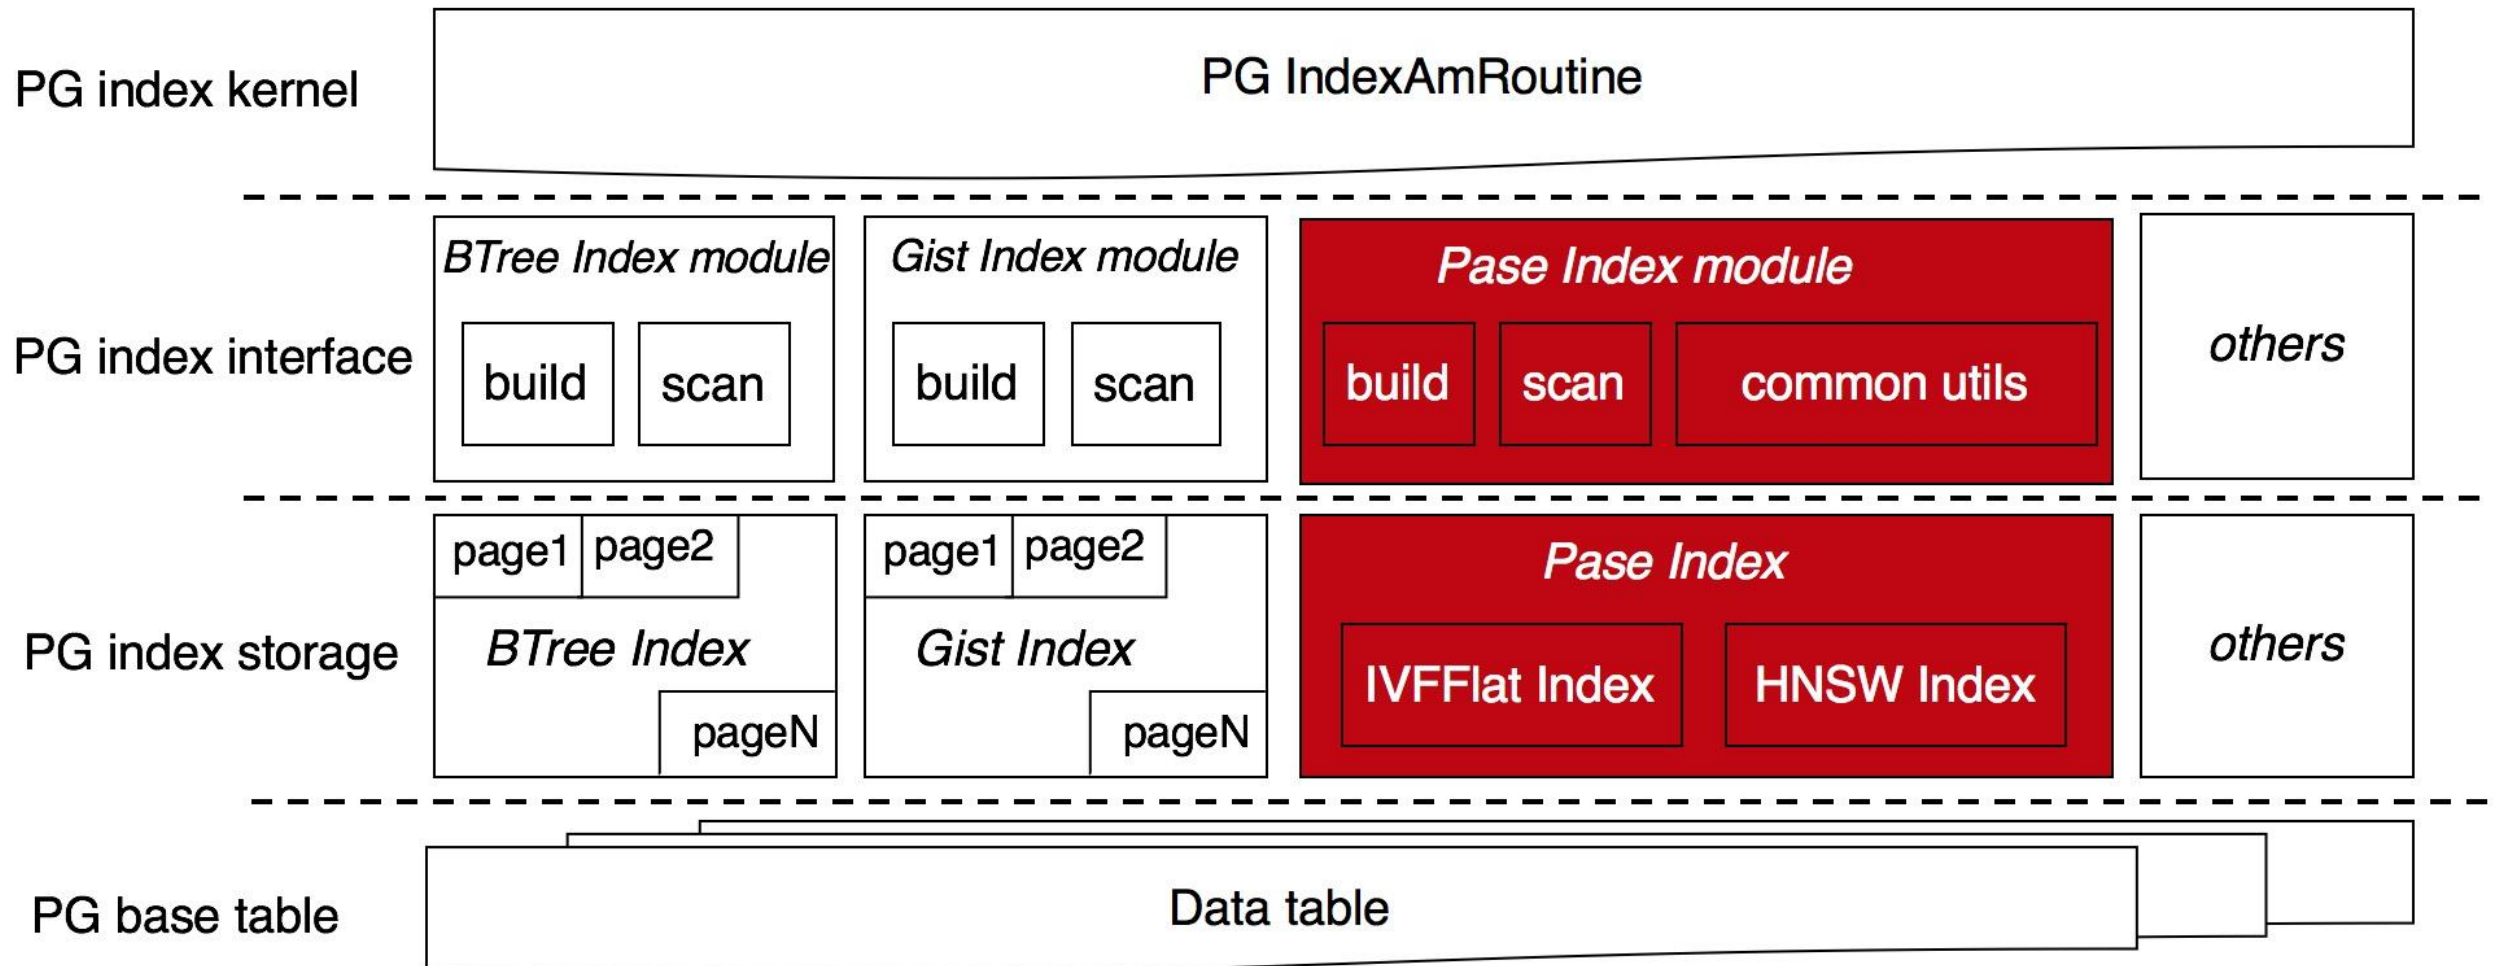 PG index kernel
PG IndexAmRoutine
PG index interface
BTree Index module
build
scan
Gist Index module
build
scan
Pase Index module
build
scan
common utils
others
PG index storage
page1
page2
BTree Index
pageN
page1
page2
Gist Index
pageN
Pase Index
IVFFlat Index
HNSW Index
others
PG base table
Data table